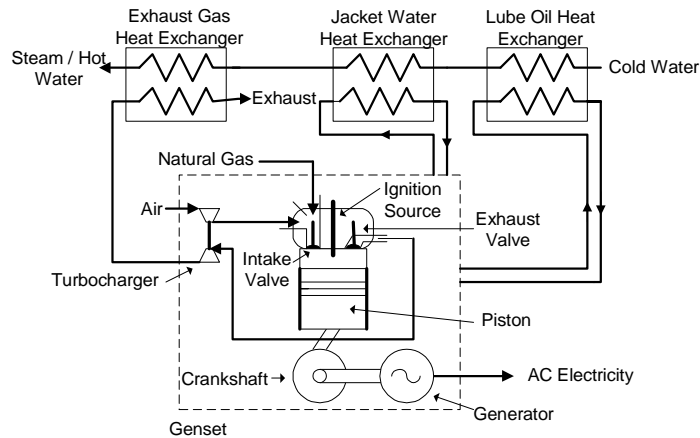 Exhaust Gas
Heat Exchanger
Jacket Water
Heat Exchanger
Lube Oil Heat
Exchanger
Steam / Hot
Water
Cold Water
Exhaust
Natural Gas
Ignition
Source
Air
Exhaust
Valve
Intake
Valve
Turbocharger
Piston
Crankshaft
AC Electricity
Generator
Genset